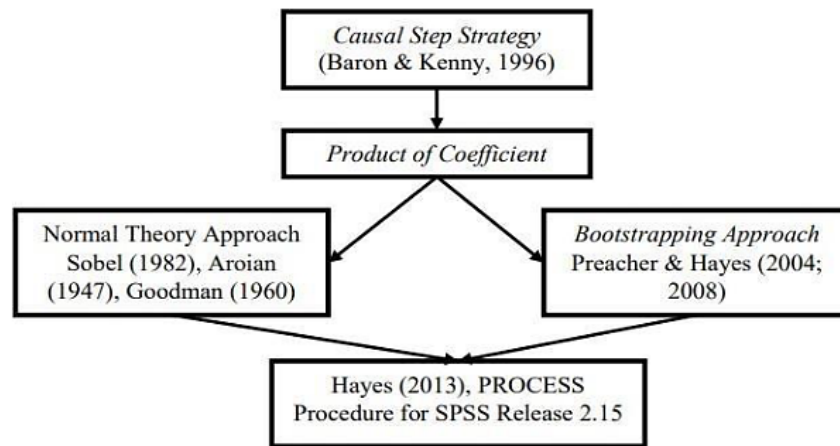 Causal Step Strategy
(Baron & Kenny, 1996)
Product of Coefficient
Normal Theory Approach
Sobel (1982), Aroian
(1947), Goodman (1960)
Bootstrapping Approach
Preacher & Hayes (2004;
2008)
Hayes (2013), PROCESS
Procedure for SPSS Release 2.15